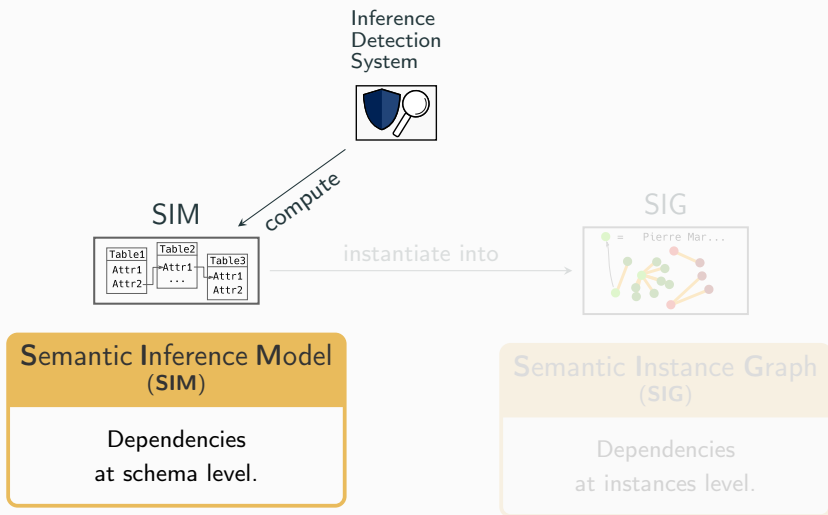 Inference
Detection
System
compute
SIM
Table1
Attr1
Attr2
Table2
Attr1
...
Table3
Attr1
Attr2
instantiate into
SIG
= Pierre Mar...
Semantic Inference Model
(SIM)
Dependencies
at schema level.
Semantic Instance Graph
(SIG)
Dependencies
at instances level.